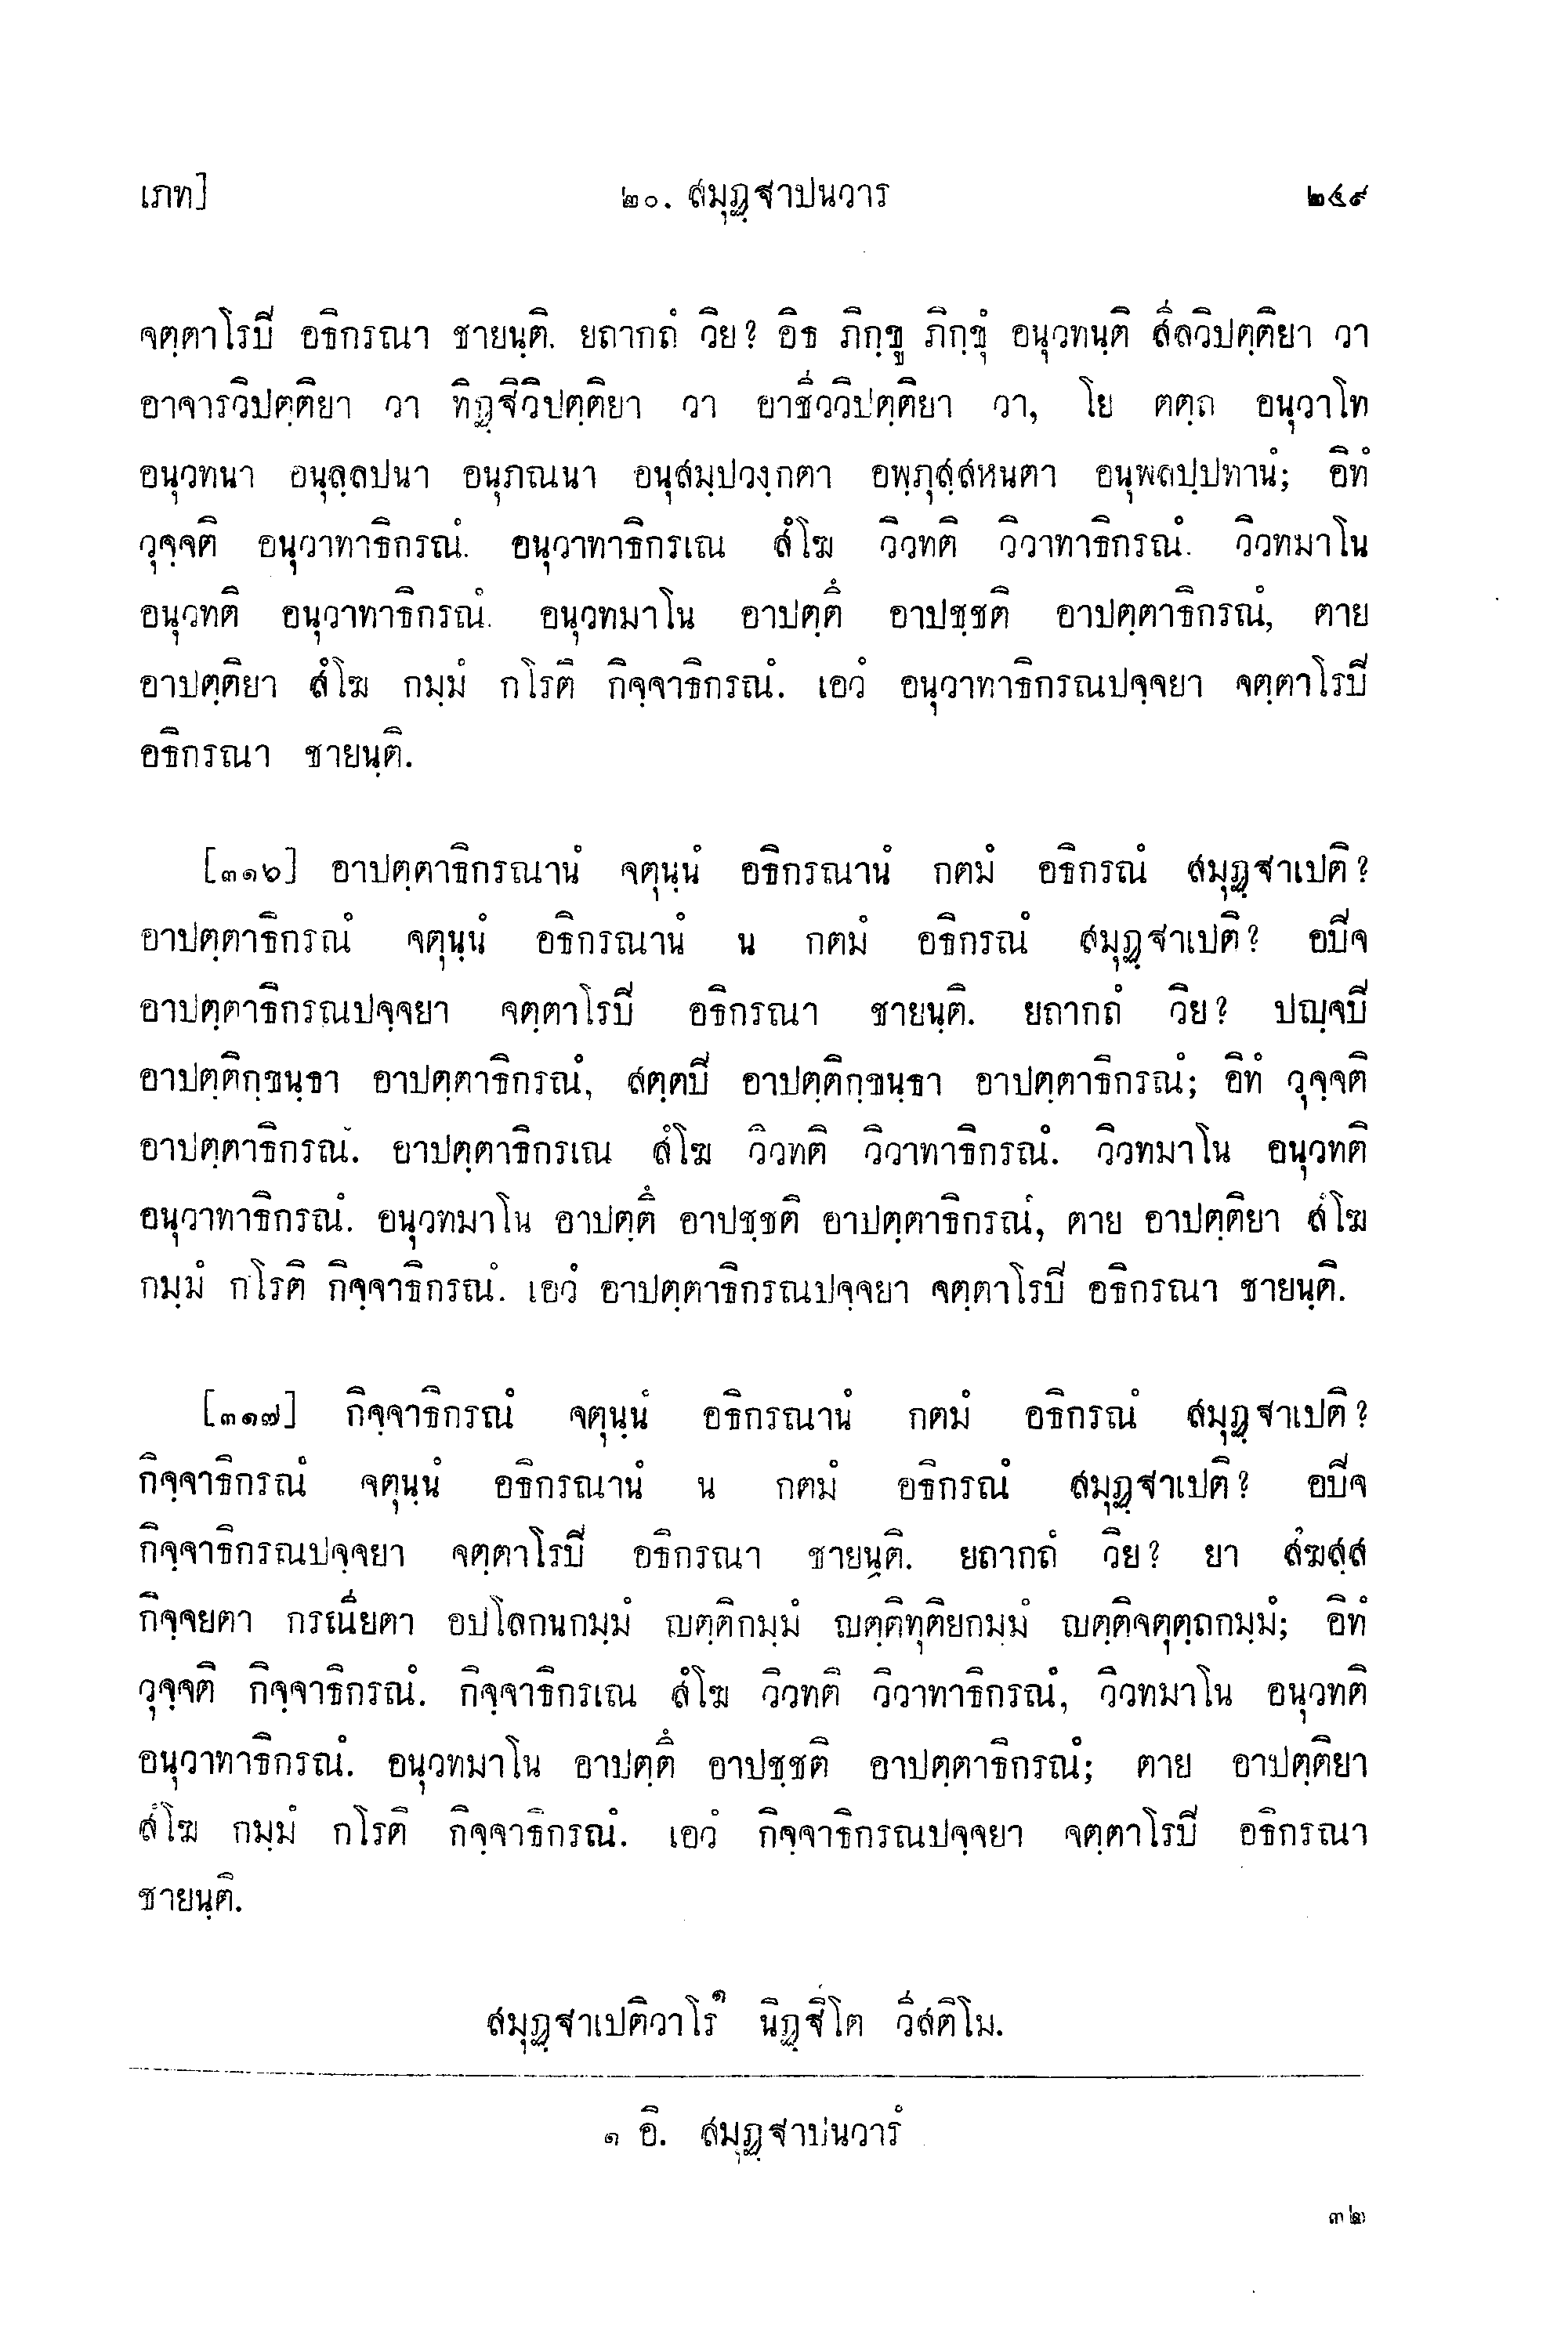 เภท] ๒๐. สมุฏฺฐาปนวาร ๒๔๙
จตฺตาโรปิ อธิกรณา ชายนฺติ. ยถากถํ วิย? อิธ ภิกฺขู ภิกฺขุํ อนุวทนฺติ สีลวิปตฺติยา วา
อาจารวิปตฺติยา วา ทิฏฺฐิวิปตฺติยา วา อาชีววิปตฺติยา วา, โย ตตฺถ อนุวาโท
อนุวทนา อนุลฺลปนา อนุภณนา อนุสมฺปวงฺกตา อพฺภุสฺสหนตา อนุพลปฺปทานํ; อิทํ
วุจฺจติ อนุวาทาธิกรณํ. อนุวาทาธิกรเณ สํโฆ วิวทติ วิวาทาธิกรณํ. วิวทมาโน
อนุวทติ อนุวาทาธิกรณํ. อนุวทมาโน อาปตฺตึ อาปชฺชติ อาปตฺตาธิกรณํ, ตาย
อาปตฺติยา สํโฆ กมฺมํ กโรติ กิจฺจาธิกรณํ. เอวํ อนุวาทาธิกรณปจฺจยา จตฺตาโรปิ
อธิกรณา ชายนฺติ.
[๓๑๖] อาปตฺตาธิกรณานํ จตุนฺนํ อธิกรณานํ กตมํ อธิกรณํ สมุฏฺฐาเปติ?
อาปตฺตาธิกรณํ จตุนฺนํ อธิกรณานํ น กตมํ อธิกรณํ สมุฏฺฐาเปติ? อปิจ
อาปตฺตาธิกรณปจฺจยา จตฺตาโรปิ อธิกรณา ชายนฺติ. ยถากถํ วิย? ปญฺจปิ
อาปตฺติกฺขนฺธา อาปตฺตาธิกรณํ, สตฺตปิ อาปตฺติกฺขนฺธา อาปตฺตาธิกรณํ; อิทํ วุจฺจติ
อาปตฺตาธิกรณํ. อาปตฺตาธิกรเณ สํโฆ วิวทติ วิวาทาธิกรณํ. วิวทมาโน อนุวทติ
อนุวาทาธิกรณํ. อนุวทมาโน อาปตฺตึ อาปชฺชติ อาปตฺตาธิกรณํ, ตาย อาปตฺติยา สํโฆ
กมฺมํ กโรติ กิจฺจาธิกรณํ. เอวํ อาปตฺตาธิกรณปจฺจยา จตฺตาโรปิ อธิกรณา ชายนฺติ.
[๓๑๗] กิจฺจาธิกรณํ จตุนฺนํ อธิกรณานํ กตมํ อธิกรณํ สมุฏฺฐาเปติ?
กิจฺจาธิกรณํ จตุนฺนํ อธิกรณานํ น กตมํ อธิกรณํ สมุฏฺฐาเปติ? อปิจ
กิจฺจาธิกรณปจฺจยา จตฺตาโรปิ อธิกรณา ชายนฺติ. ยถากถํ วิย? ยา สํฆสฺส
กิจฺจยตา กรณียตา อปโลกนกมฺมํ ญตฺติกมฺมํ ญตฺติทุติยกมฺมํ ญตฺติจตุตฺถกมฺมํ; อิทํ
วุจฺจติ กิจฺจาธิกรณํ. กิจฺจาธิกรเณ สํโฆ วิวทติ วิวาทาธิกรณํ, วิวทมาโน อนุวทติ
อนุวาทาธิกรณํ. อนุวทมาโน อาปตฺตึ อาปชฺชติ อาปตฺตาธิกรณํ; ตาย อาปตฺติยา
สํโฆ กมฺมํ กโรติ กิจฺจาธิกรณํ. เอวํ กิจฺจาธิกรณปจฺจยา จตฺตาโรปิ อธิกรณา
ชายนฺติ.
สมุฏฺฐาเปติวาโร๑ นิฏฺฐิโต วีสติโม.
๑ อิ. สมุฏฺฐาปนวารํ
๓๒